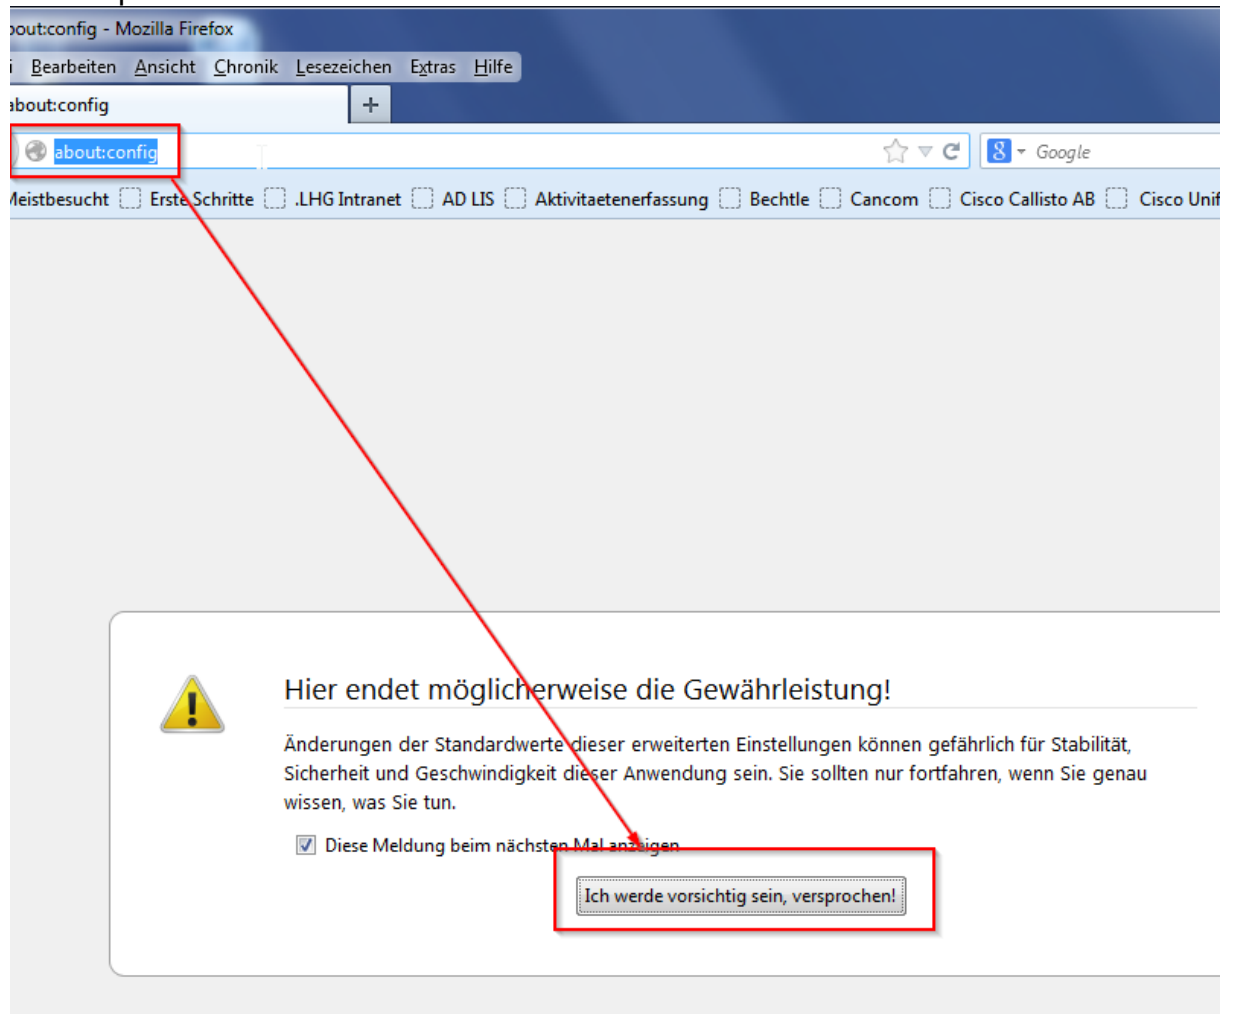 bout:config - Mozilla Firefox
i Bearbeiten Ansicht Chronik Lesezeichen Extras Hilfe
about:config +
about:config Google
Meistbesucht Erste Schritte .LHG Intranet AD LIS Aktivitaetenerfassung Bechtle Cancom Cisco Callisto AB Cisco Unif
Hier endet möglicherweise die Gewährleistung!
Änderungen der Standardwerte dieser erweiterten Einstellungen können gefährlich für Stabilität,
Sicherheit und Geschwindigkeit dieser Anwendung sein. Sie sollten nur fortfahren, wenn Sie genau
wissen, was Sie tun.
Diese Meldung beim nächsten Mal anzeigen
Ich werde vorsichtig sein, versprochen!